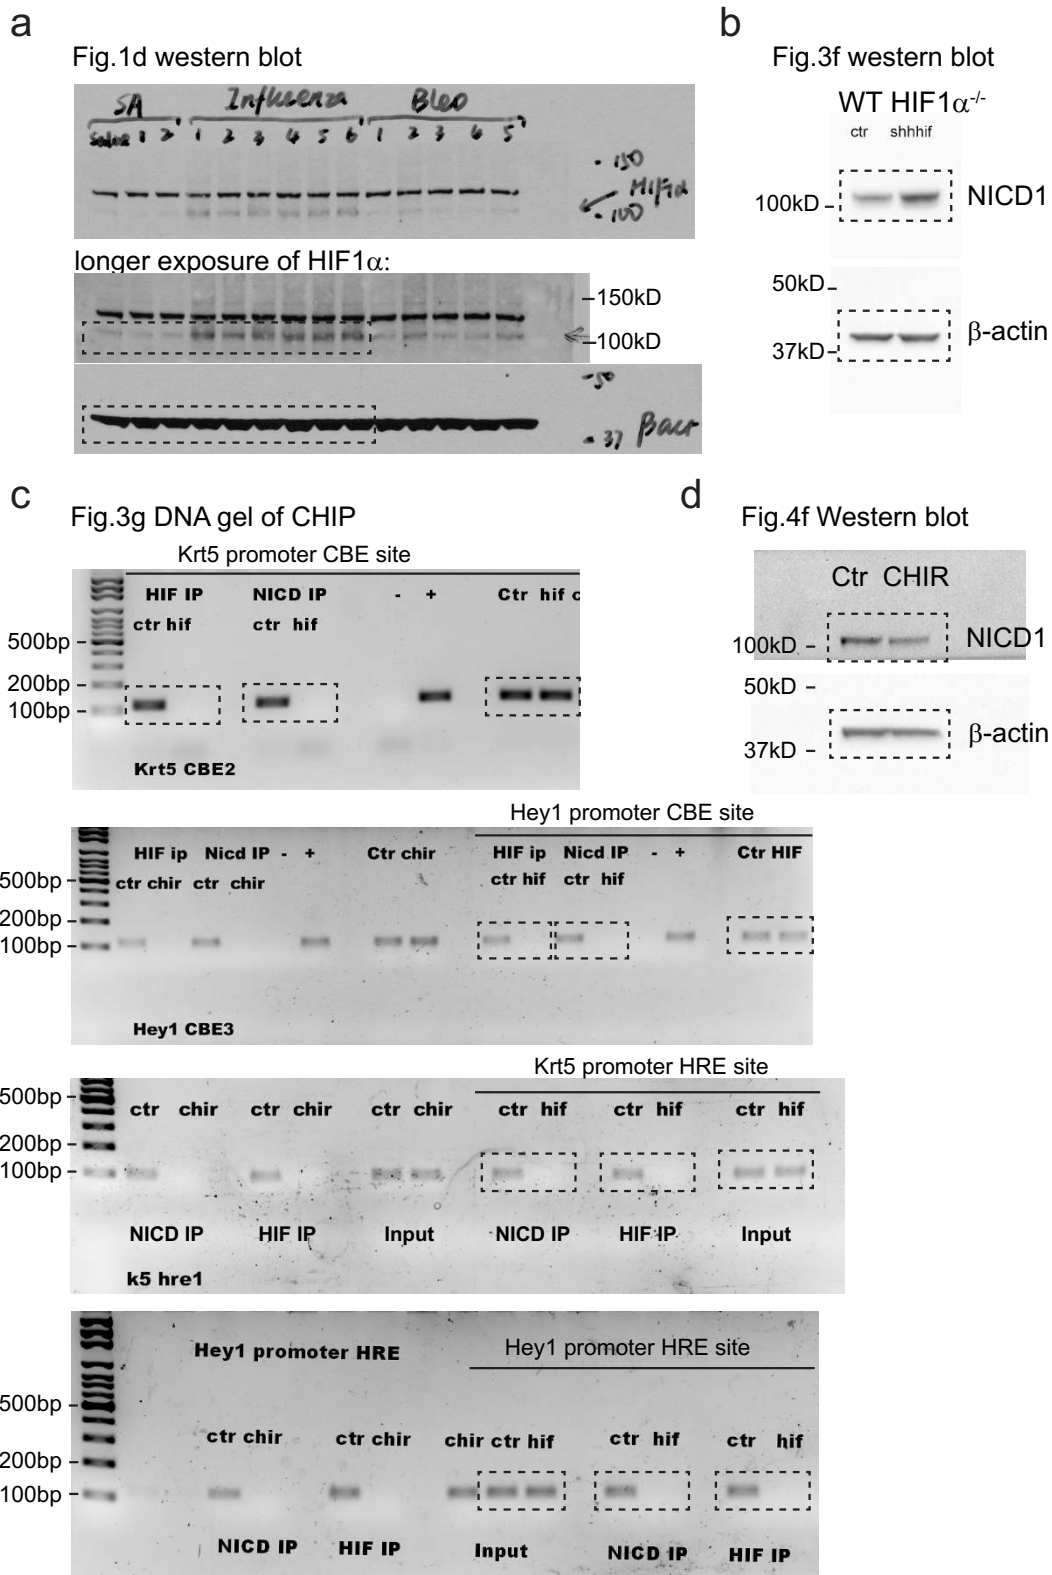 a
Fig.1d western blot
SA Influenza Bleo
Saline 1 2 1 2 3 4 5 6 1 2 3 4 5
- 150
HIF1α
- 100
longer exposure of HIF1α:
150kD
100kD
-50
- 37 βact
b
Fig.3f western blot
WT HIF1α-/-
ctr shhhif
100kD NICD1
50kD
β-actin
37kD
c
Fig.3g DNA gel of CHIP
Krt5 promoter CBE site
HIF IP NICD IP - + Ctr hif c
ctr hif ctr hif
500bp
200bp
100bp
Krt5 CBE2
d
Fig.4f Western blot
Ctr CHIR
100kD NICD1
50kD
β-actin
37kD
Hey1 promoter CBE site
HIF ip Nicd IP - + Ctr chir HIF ip Nicd IP - + Ctr HIF
500bp ctr chir ctr chir ctr hif ctr hif
200bp
100bp
Hey1 CBE3
Krt5 promoter HRE site
500bp
ctr chir ctr chir ctr chir ctr hif ctr hif ctr hif
200bp
100bp
NICD IP HIF IP Input NICD IP HIF IP Input
k5 hre1
Hey1 promoter HRE Hey1 promoter HRE site
500bp
ctr chir ctr chir chir ctr hif ctr hif ctr hif
200bp
100bp
NICD IP HIF IP Input NICD IP HIF IP